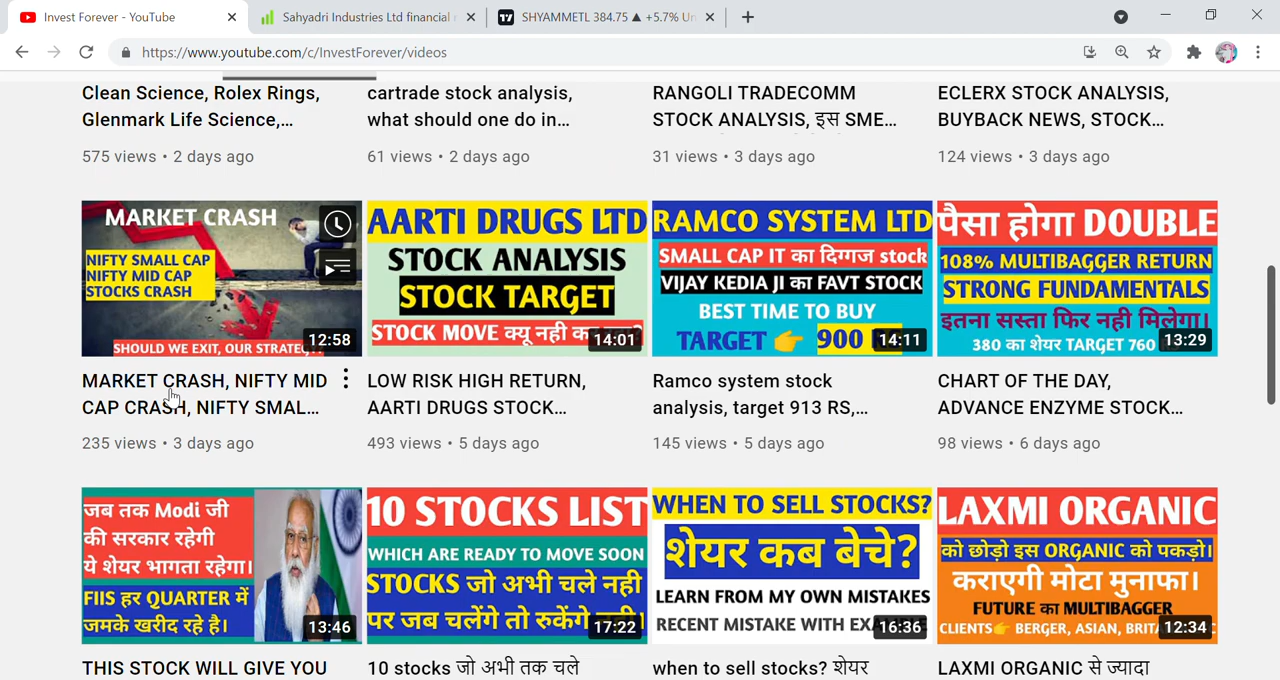 Invest Forever - YouTube
Sahyadri Industries Ltd financial
SHYAMMETL 384.75 ▲ +5.7% Un
https://www.youtube.com/c/InvestForever/videos
Clean Science, Rolex Rings,
Glenmark Life Science,...
575 views • 2 days ago
cartrade stock analysis,
what should one do in...
61 views • 2 days ago
RANGOLI TRADECOMM
STOCK ANALYSIS, इस SME...
31 views • 3 days ago
ECLERX STOCK ANALYSIS,
BUYBACK NEWS, STOCK...
124 views • 3 days ago
MARKET CRASH
NIFTY SMALL CAP
NIFTY MID CAP
STOCKS CRASH
SHOULD WE EXIT, OUR STRATEGY
12:58
MARKET CRASH, NIFTY MID
CAP CRASH, NIFTY SMAL...
235 views • 3 days ago
AARTI DRUGS LTD
STOCK ANALYSIS
STOCK TARGET
STOCK MOVE क्यू नही
14:01
LOW RISK HIGH RETURN,
AARTI DRUGS STOCK...
493 views • 5 days ago
RAMCO SYSTEM LTD
SMALL CAP IT का दिग्गज stock
VIJAY KEDIA JI का FAVT STOCK
BEST TIME TO BUY
TARGET 👉 900
14:11
Ramco system stock
analysis, target 913 RS,...
145 views • 5 days ago
पैसा होगा DOUBLE
108% MULTIBAGGER RETURN
STRONG FUNDAMENTALS
इतना सस्ता फिर नही मिलेगा।
380 का शेयर TARGET 760
13:29
CHART OF THE DAY,
ADVANCE ENZYME STOCK...
98 views • 6 days ago
जब तक Modi जी
की सरकार रहेगी
ये शेयर भागता रहेगा।
FIIS हर QUARTER में
जमके खरीद रहे है।
13:46
THIS STOCK WILL GIVE YOU
10 STOCKS LIST
WHICH ARE READY TO MOVE SOON
STOCKS जो अभी चले नही
पर जब चलेंगे तो रुकेंगे नही।
17:22
10 stocks जो अभी तक चले
WHEN TO SELL STOCKS?
शेयर कब बेचे?
LEARN FROM MY OWN MISTAKES
RECENT MISTAKE WITH
16:36
when to sell stocks? शेयर
LAXMI ORGANIC
को छोड़ो इस ORGANIC को पकड़ो।
कराएगी मोटा मुनाफा।
FUTURE का MULTIBAGGER
CLIENTS👉 BERGER, ASIAN,
12:34
LAXMI ORGANIC से ज्यादा